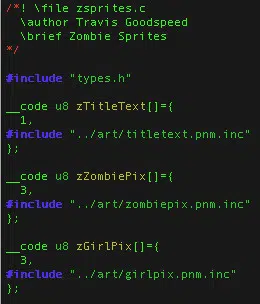 /*! \file zsprites.c
\author Travis Goodspeed
\brief Zombie Sprites
*/
#include "types.h"
__code u8 zTitleText[]={
1,
#include "../art/titletext.pnm.inc"
};
__code u8 zZombiePix[]={
3,
#include "../art/zombiepix.pnm.inc"
};
__code u8 zGirlPix[]={
3,
#include "../art/girlpix.pnm.inc"
};